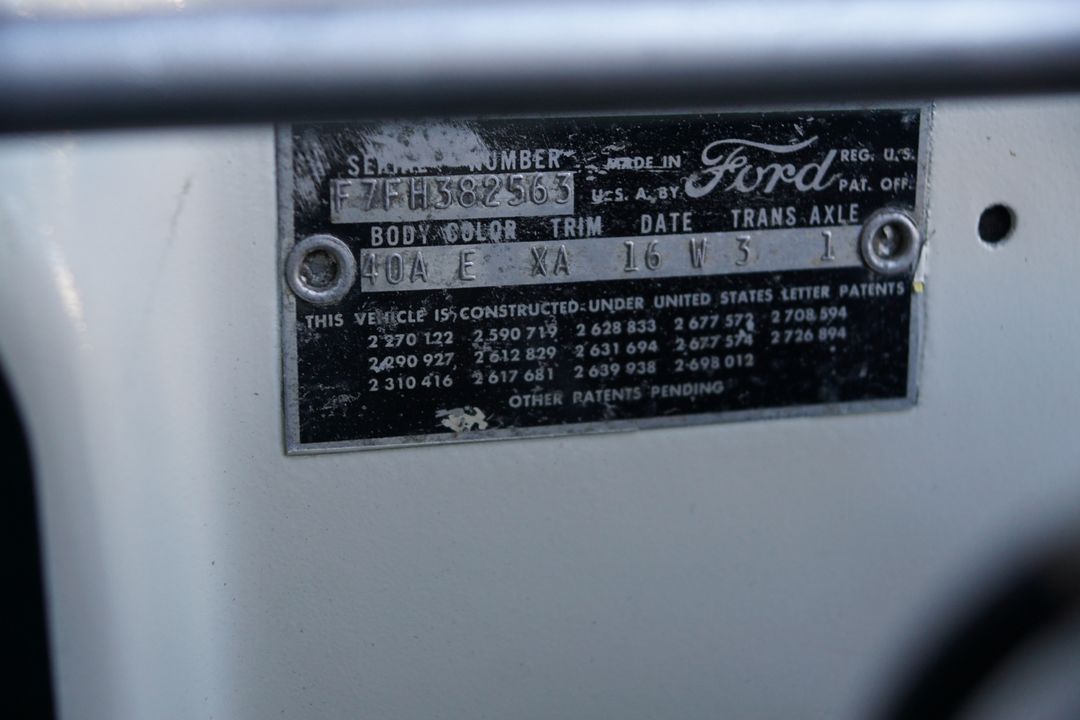 SERIAL NUMBER
F7FH382563
MADE IN
U. S. A. BY
Ford
REG. U. S.
PAT. OFF.
BODY COLOR TRIM DATE TRANS AXLE
40A E XA 16 W 3 1
THIS VEHICLE IS CONSTRUCTED UNDER UNITED STATES LETTER PATENTS
2 270 122 2 590 719 2 628 833 2 677 572 2 708 594
2 290 927 2 612 829 2 631 694 2 677 574 2 726 894
2 310 416 2 617 681 2 639 938 2 698 012
OTHER PATENTS PENDING